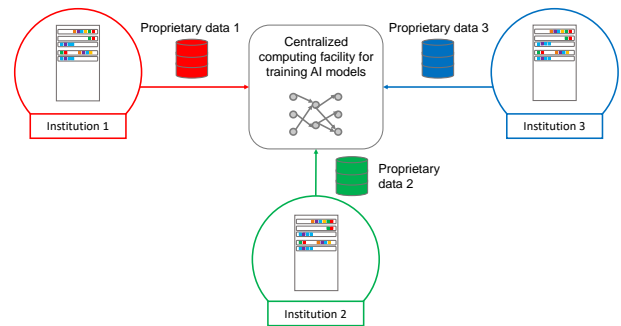 Proprietary data 1
Centralized
computing facility for
training AI models
Proprietary data 3
Institution 1
Institution 3
Proprietary
data 2
Institution 2